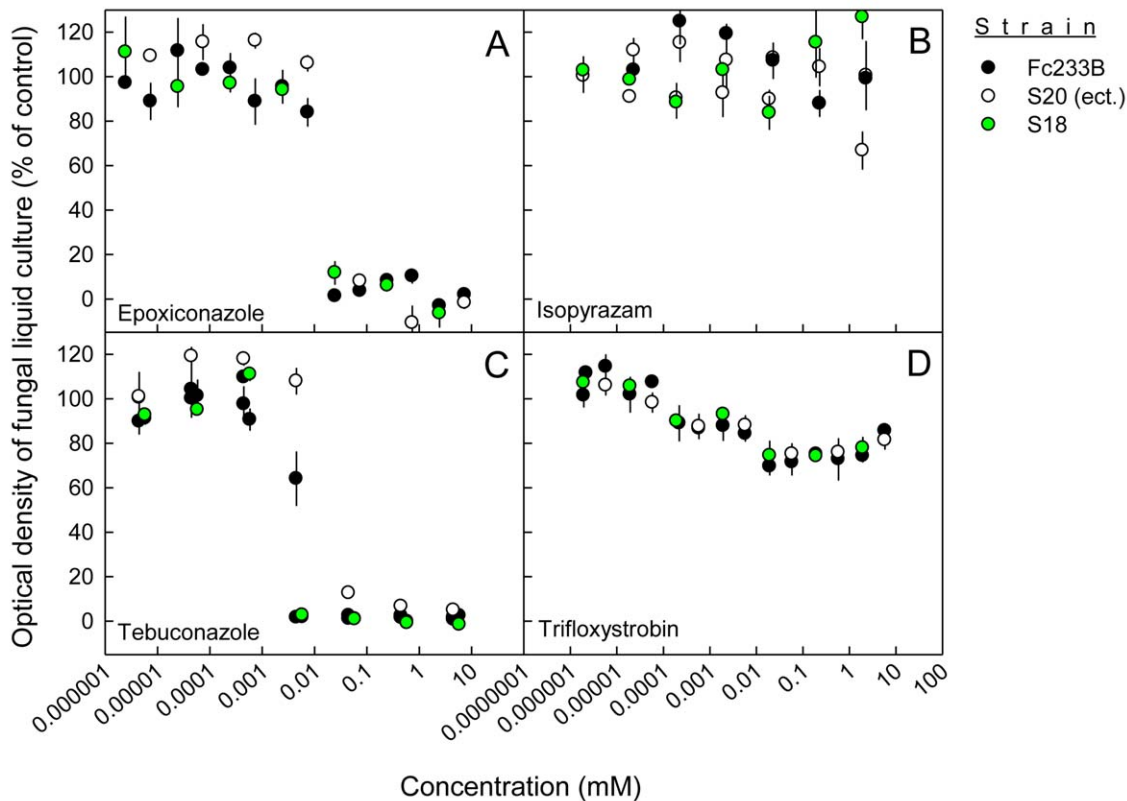 Optical density of fungal liquid culture (% of control)
120
100
80
60
40
20
0
A
Epoxiconazole
B
Isopyrazam
Strain
Fc233B
S20 (ect.)
S18
120
100
80
60
40
20
0
C
Tebuconazole
D
Trifloxystrobin
0.000001
0.00001
0.0001
0.001
0.01
0.1
1
10
0.0000001
0.000001
0.00001
0.0001
0.001
0.01
0.1
1
10
100
Concentration (mM)